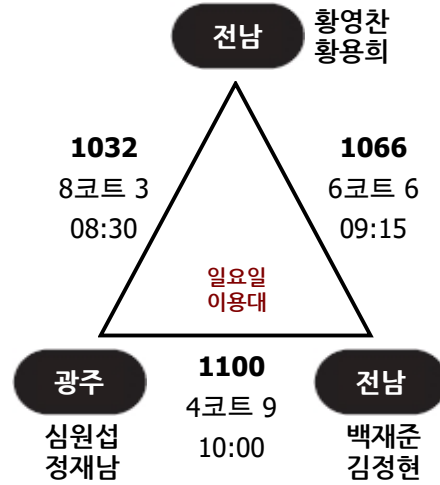 전남
황영찬
황용희
1032
8코트 3
08:30
1066
6코트 6
09:15
일요일
이용대
광주
심원섭
정재남
1100
4코트 9
10:00
전남
백재준
김정현